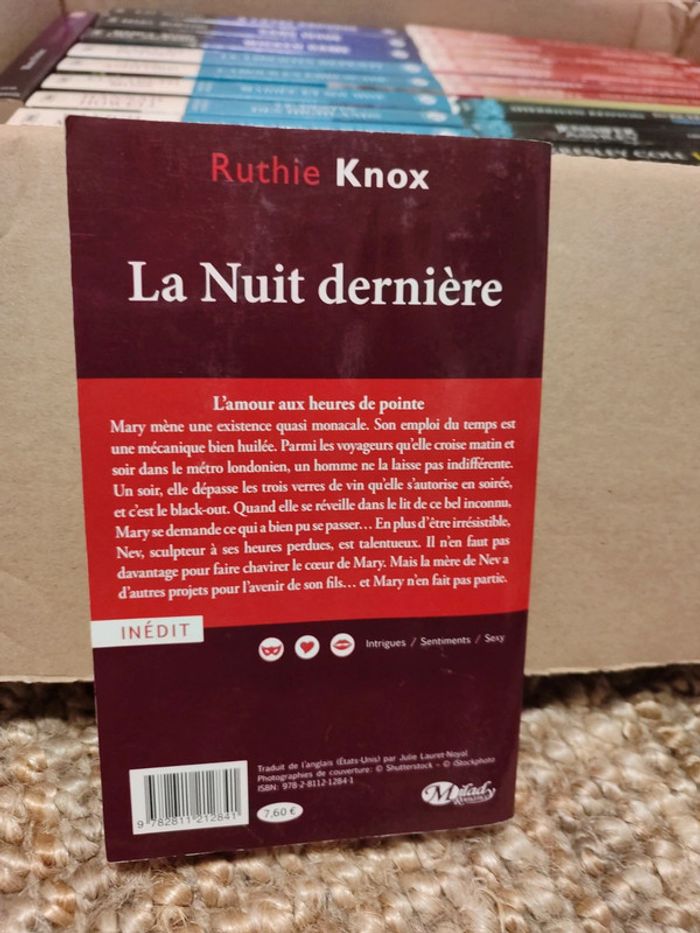 Ruthie Knox
La Nuit dernière
L'amour aux heures de pointe
Mary mène une existence quasi monacale. Son emploi du temps est
une mécanique bien huilée. Parmi les voyageurs qu'elle croise matin et
soir dans le métro londonien, un homme ne la laisse pas indifférente.
Un soir, elle dépasse les trois verres de vin qu'elle s'autorise en soirée,
et c'est le black-out. Quand elle se réveille dans le lit de ce bel inconnu,
Mary se demande ce qui a bien pu se passer… En plus d'être irrésistible,
Nev, sculpteur à ses heures perdues, est talentueux. Il n'en faut pas
davantage pour faire chavirer le cœur de Mary. Mais la mère de Nev a
d'autres projets pour l'avenir de son fils… et Mary n'en fait pas partie.
INÉDIT
Intrigues / Sentiments / Sexy
Traduit de l'anglais (États-Unis) par Julie Lauret-Noyal
Photographies de couverture : © Shutterstock - © iStockphoto
ISBN: 978-2-8112-1284-1
9 782811 212841
7,60 €
Milady
Romance